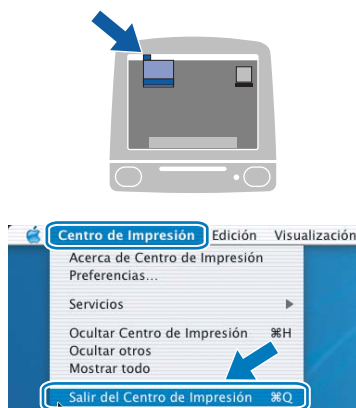 Centro de Impresión Edición Visualización
Acerca de Centro de Impresión
Preferencias...
Servicios
Ocultar Centro de Impresión ⌘H
Ocultar otros
Mostrar todo
Salir del Centro de Impresión ⌘Q